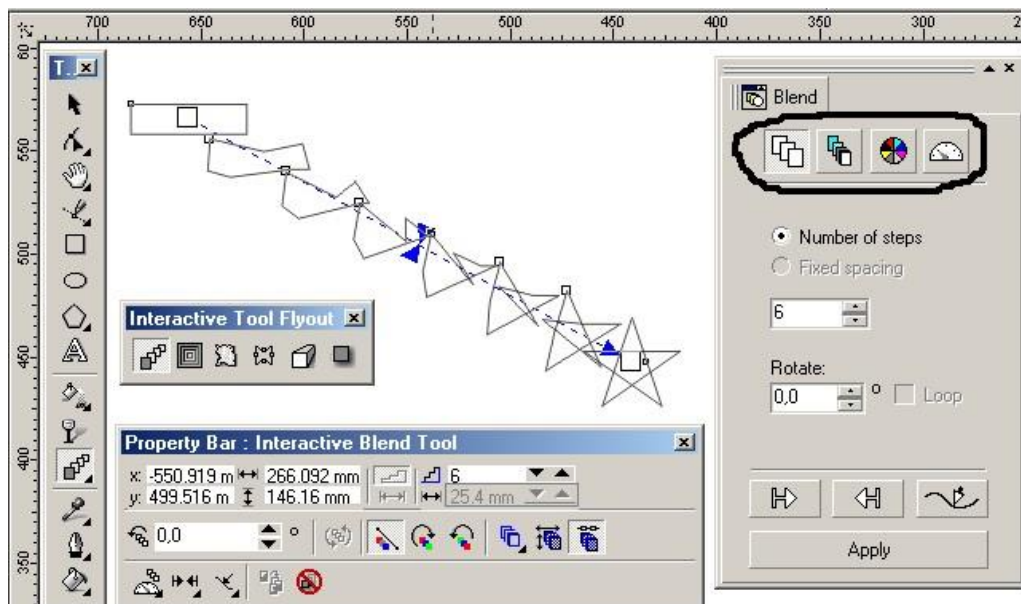 700 650 600 550 500 450 400 350 300
60
T..
550
500
450
400
350
Interactive Tool Flyout
Property Bar : Interactive Blend Tool
x: -550.919 m 266.092 mm 6
y: 499.516 m 146.16 mm 25.4 mm
0,0 °
Blend
Number of steps
Fixed spacing
6
Rotate:
0,0 ° Loop
Apply